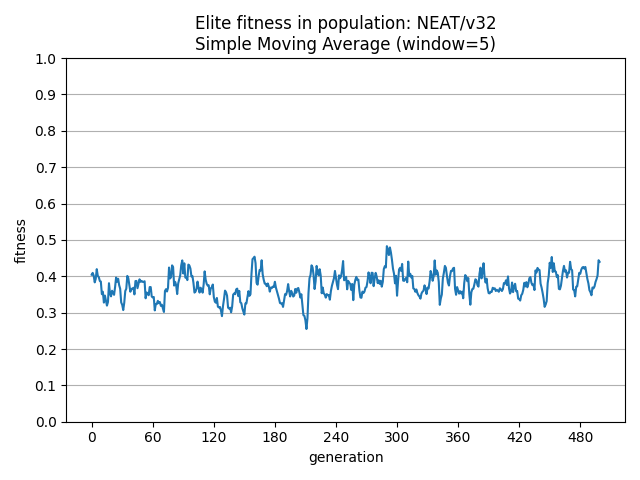 Elite fitness in population: NEAT/v32
Simple Moving Average (window=5)
1.0
0.9
0.8
0.7
0.6
0.5
0.4
0.3
0.2
0.1
0.0
fitness
0 60 120 180 240 300 360 420 480
generation